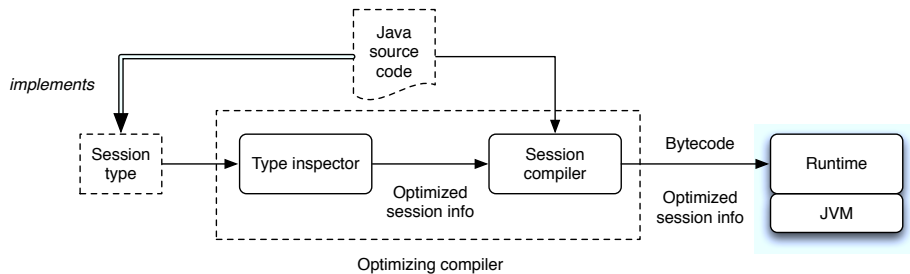 Java
source
code
implements
Session
type
Type inspector
Optimized
session info
Session
compiler
Bytecode
Optimized
session info
Runtime
JVM
Optimizing compiler